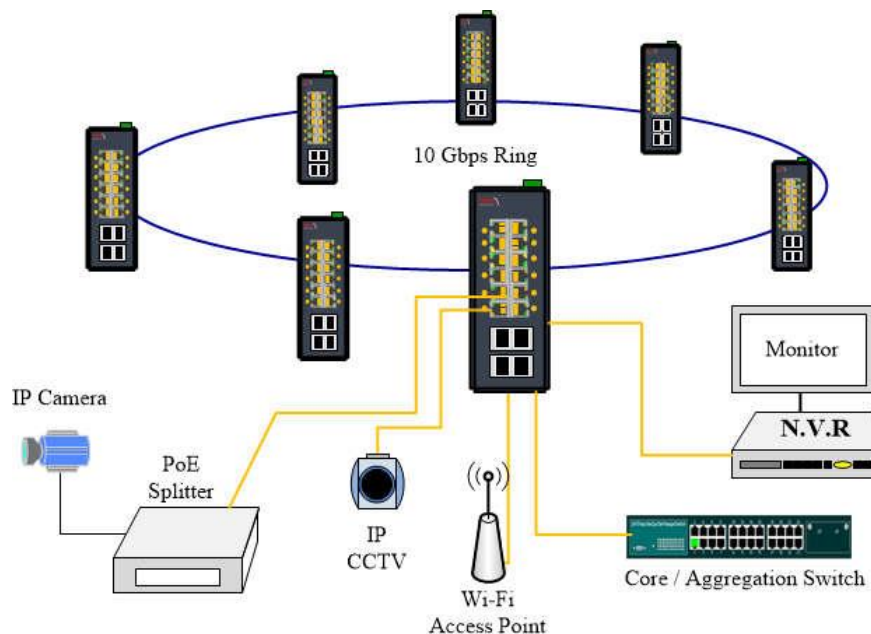 10 Gbps Ring
Monitor
IP Camera
N.V.R
PoE
Splitter
IP
CCTV
Wi-Fi
Access Point
Core / Aggregation Switch